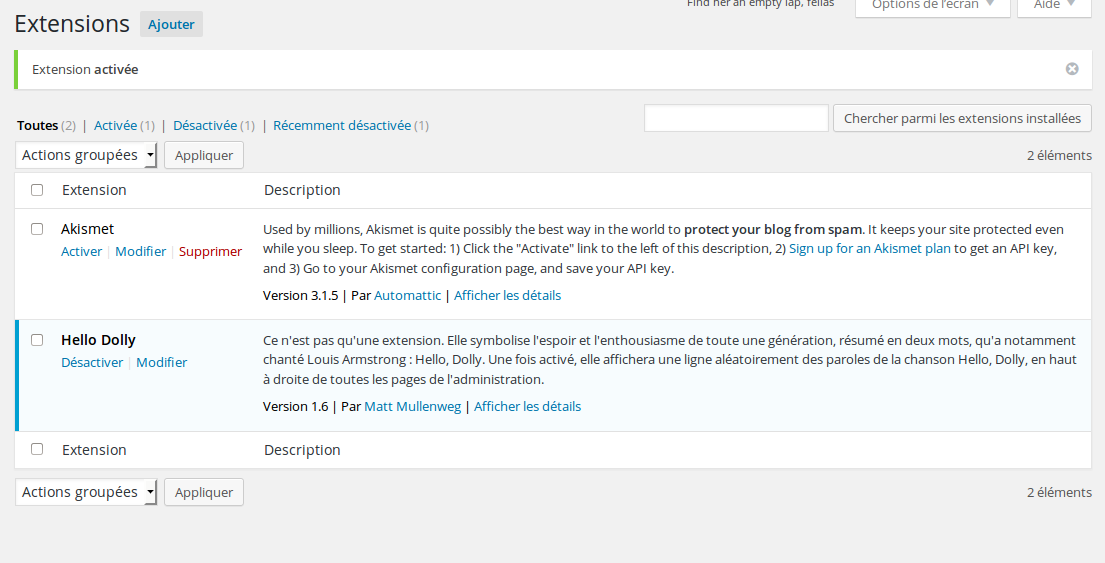 Find her an empty lap, fellas
Options de l'écran
Aide
Extensions Ajouter
Extension activée
Toutes (2) | Activée (1) | Désactivée (1) | Récemment désactivée (1)
Chercher parmi les extensions installées
Actions groupées Appliquer 2 éléments
Extension Description
Akismet
Activer | Modifier | Supprimer
Used by millions, Akismet is quite possibly the best way in the world to protect your blog from spam. It keeps your site protected even
while you sleep. To get started: 1) Click the "Activate" link to the left of this description, 2) Sign up for an Akismet plan to get an API key,
and 3) Go to your Akismet configuration page, and save your API key.
Version 3.1.5 | Par Automattic | Afficher les détails
Hello Dolly
Désactiver | Modifier
Ce n'est pas qu'une extension. Elle symbolise l'espoir et l'enthousiasme de toute une génération, résumé en deux mots, qu'a notamment
chanté Louis Armstrong : Hello, Dolly. Une fois activé, elle affichera une ligne aléatoirement des paroles de la chanson Hello, Dolly, en haut
à droite de toutes les pages de l'administration.
Version 1.6 | Par Matt Mullenweg | Afficher les détails
Extension Description
Actions groupées Appliquer 2 éléments